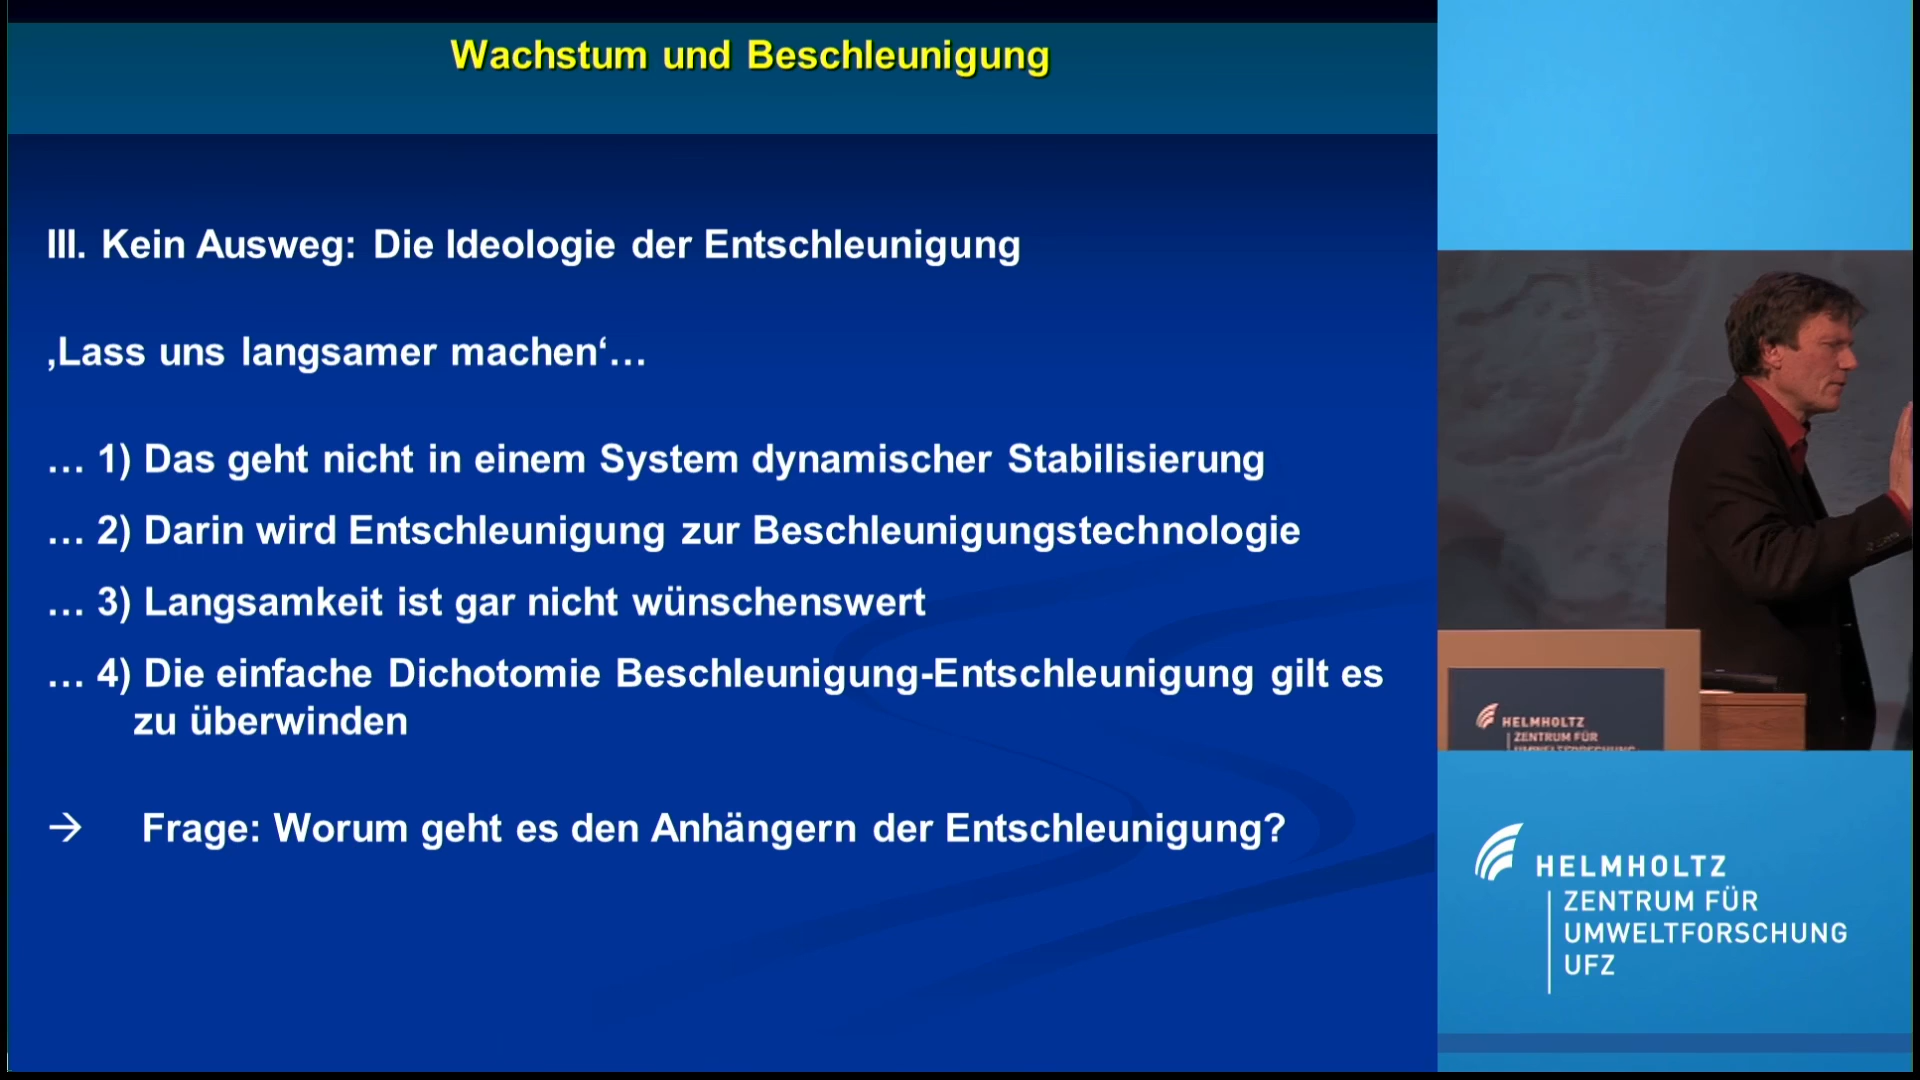 Wachstum und Beschleunigung
III. Kein Ausweg: Die Ideologie der Entschleunigung
‚Lass uns langsamer machen‘…
… 1) Das geht nicht in einem System dynamischer Stabilisierung
… 2) Darin wird Entschleunigung zur Beschleunigungstechnologie
… 3) Langsamkeit ist gar nicht wünschenswert
… 4) Die einfache Dichotomie Beschleunigung-Entschleunigung gilt es
zu überwinden
→ Frage: Worum geht es den Anhängern der Entschleunigung?
HELMHOLTZ
ZENTRUM FÜR
HELMHOLTZ
ZENTRUM FÜR
UMWELTFORSCHUNG
UFZ